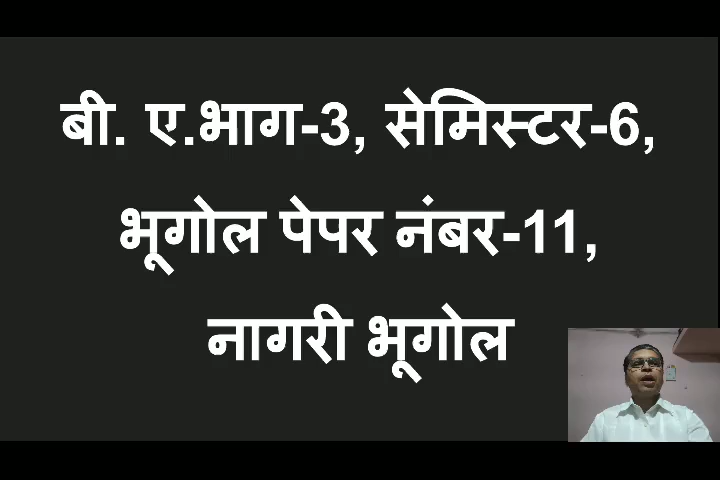 बी. ए.भाग-3, सेमिस्टर-6,
भूगोल पेपर नंबर-11,
नागरी भूगोल